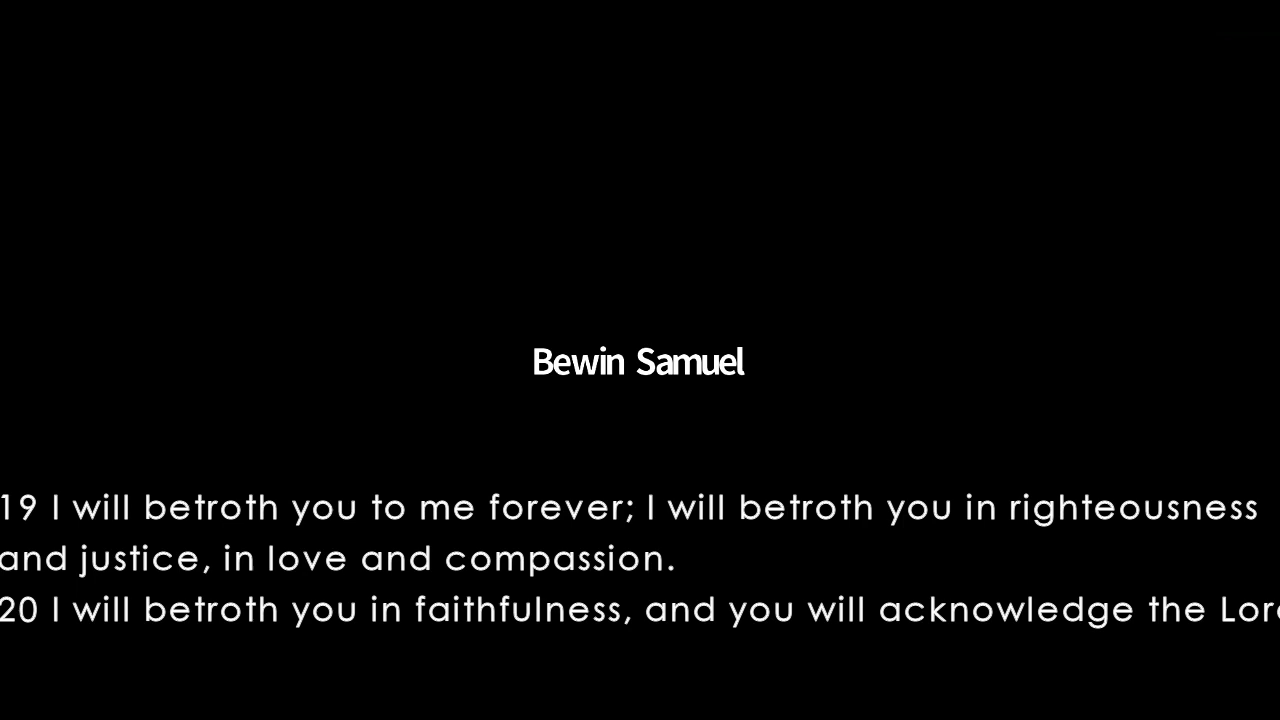 Bewin Samuel
19 I will betroth you to me forever; I will betroth you in righteousness
and justice, in love and compassion.
20 I will betroth you in faithfulness, and you will acknowledge the